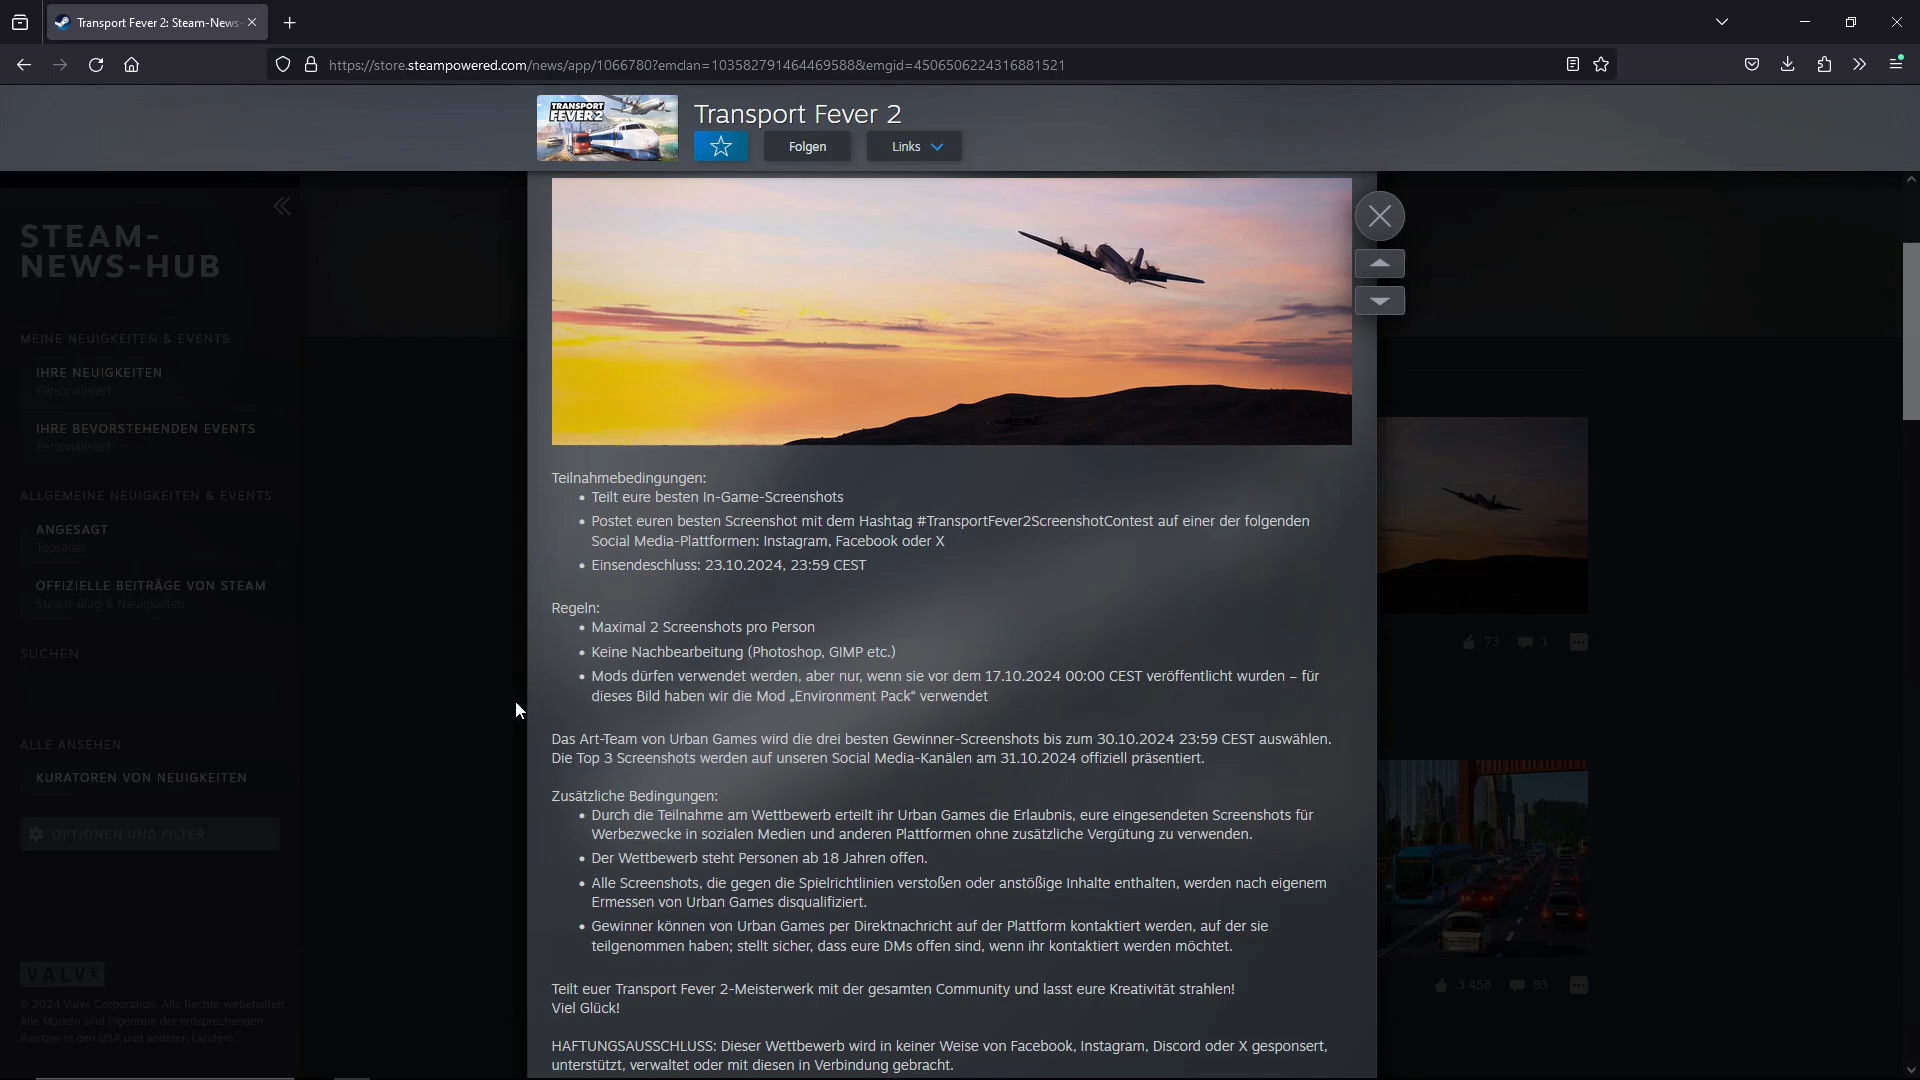 Transport Fever 2: Steam-News-
https://store.steampowered.com/news/app/1066780?emclan=103582791464469588&emgid=4506506224316881521
TRANSPORT
FEVER2
Transport Fever 2
Folgen
Links
STEAM-
NEWS-HUB
MEINE NEUIGKEITEN & EVENTS
IHRE NEUIGKEITEN
Personalisiert
IHRE BEVORSTEHENDEN EVENTS
Personalisiert
ALLGEMEINE NEUIGKEITEN & EVENTS
ANGESAGT
Topseller
OFFIZIELLE BEITRÄGE VON STEAM
Steam-Blog & Neuigkeiten
SUCHEN
ALLE ANSEHEN
KURATOREN VON NEUIGKEITEN
OPTIONEN UND FILTER
VALVE
© 2024 Valve Corporation. Alle Rechte vorbehalten.
Alle Marken sind Eigentum der entsprechenden
Besitzer in den USA und anderen Ländern.
Teilnahmebedingungen:
• Teilt eure besten In-Game-Screenshots
• Postet euren besten Screenshot mit dem Hashtag #TransportFever2ScreenshotContest auf einer der folgenden
Social Media-Plattformen: Instagram, Facebook oder X
• Einsendeschluss: 23.10.2024, 23:59 CEST
Regeln:
• Maximal 2 Screenshots pro Person
• Keine Nachbearbeitung (Photoshop, GIMP etc.)
• Mods dürfen verwendet werden, aber nur, wenn sie vor dem 17.10.2024 00:00 CEST veröffentlicht wurden – für
dieses Bild haben wir die Mod „Environment Pack“ verwendet
Das Art-Team von Urban Games wird die drei besten Gewinner-Screenshots bis zum 30.10.2024 23:59 CEST auswählen.
Die Top 3 Screenshots werden auf unseren Social Media-Kanälen am 31.10.2024 offiziell präsentiert.
Zusätzliche Bedingungen:
• Durch die Teilnahme am Wettbewerb erteilt ihr Urban Games die Erlaubnis, eure eingesendeten Screenshots für
Werbezwecke in sozialen Medien und anderen Plattformen ohne zusätzliche Vergütung zu verwenden.
• Der Wettbewerb steht Personen ab 18 Jahren offen.
• Alle Screenshots, die gegen die Spielrichtlinien verstoßen oder anstößige Inhalte enthalten, werden nach eigenem
Ermessen von Urban Games disqualifiziert.
• Gewinner können von Urban Games per Direktnachricht auf der Plattform kontaktiert werden, auf der sie
teilgenommen haben; stellt sicher, dass eure DMs offen sind, wenn ihr kontaktiert werden möchtet.
Teilt euer Transport Fever 2-Meisterwerk mit der gesamten Community und lasst eure Kreativität strahlen!
Viel Glück!
HAFTUNGSAUSSCHLUSS: Dieser Wettbewerb wird in keiner Weise von Facebook, Instagram, Discord oder X gesponsert,
unterstützt, verwaltet oder mit diesen in Verbindung gebracht.
73
1
3.458
93